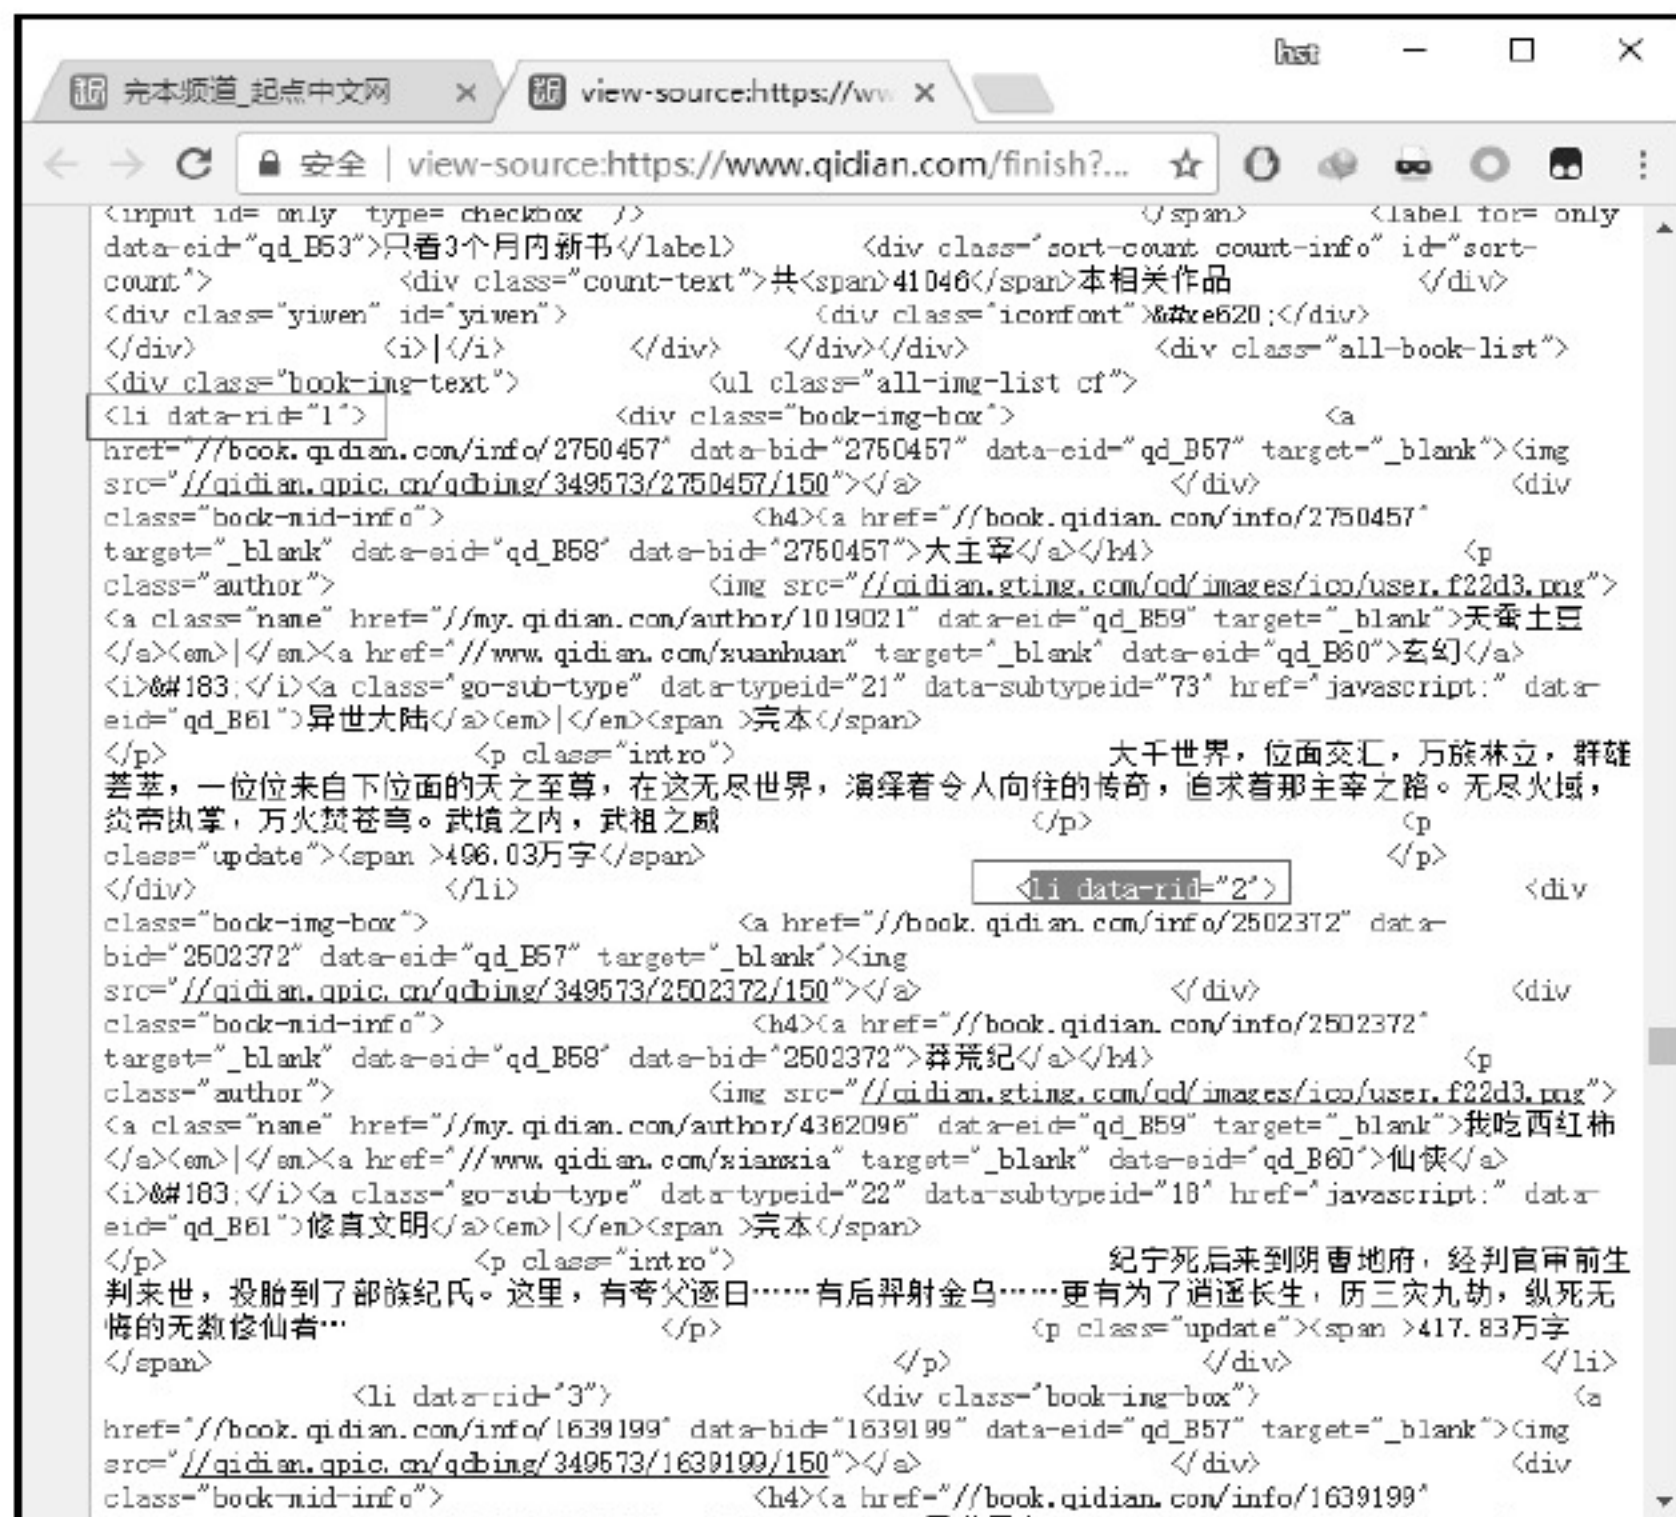 hst
完本频道_起点中文网 × view-source:https://ww ×
安全 | view-source:https://www.qidian.com/finish?...
<input id="only" type="checkbox" /> </span> <label for="only"
data-eid="qd_B53">只看3个月内新书</label> <div class="sort-count count-info" id="sort-
count"> <div class="count-text">共<span>41046</span>本相关作品 </div>
<div class="yiwen" id="yiwen"> <div class="iconfont">&#xe620;</div>
</div> <i>|</i> </div> </div></div> <div class="all-book-list">
<div class="book-img-text"> <ul class="all-img-list cf">
<li data-rid="1"> <div class="book-img-box"> <a
href="//book.qidian.com/info/2750457" data-bid="2750457" data-eid="qd_B57" target="_blank"><img
src="//qidian.qpic.cn/qdbimg/349573/2750457/150"></a> </div> <div
class="book-mid-info"> <h4><a href="//book.qidian.com/info/2750457"
target="_blank" data-eid="qd_B58" data-bid="2750457">大主宰</a></h4> <p
class="author"> <img src="//qidian.gtimg.com/qd/images/ico/user.f22d3.png">
<a class="name" href="//my.qidian.com/author/1019021" data-eid="qd_B59" target="_blank">天蚕土豆
</a><em>|</em><a href="//www.qidian.com/xuanhuan" target="_blank" data-eid="qd_B60">玄幻</a>
<i>&#183;</i><a class="go-sub-type" data-typeid="21" data-subtypeid="73" href="javascript:" data-
eid="qd_B61">异世大陆</a><em>|</em><span >完本</span>
</p> <p class="intro"> 大千世界，位面交汇，万族林立，群雄
荟萃，一位位来自下位面的天之至尊，在这无尽世界，演绎着令人向往的传奇，追求着那主宰之路。无尽火域，
炎帝执掌，万火焚苍穹。武境之内，武祖之威 </p> <p
class="update"><span >496.03万字</span> </p>
</div> </li> <li data-rid="2"> <div
class="book-img-box"> <a href="//book.qidian.com/info/2502372" data-
bid="2502372" data-eid="qd_B57" target="_blank"><img
src="//qidian.qpic.cn/qdbimg/349573/2502372/150"></a> </div> <div
class="book-mid-info"> <h4><a href="//book.qidian.com/info/2502372"
target="_blank" data-eid="qd_B58" data-bid="2502372">莽荒纪</a></h4> <p
class="author"> <img src="//qidian.gtimg.com/qd/images/ico/user.f22d3.png">
<a class="name" href="//my.qidian.com/author/4362096" data-eid="qd_B59" target="_blank">我吃西红柿
</a><em>|</em><a href="//www.qidian.com/xianxia" target="_blank" data-eid="qd_B60">仙侠</a>
<i>&#183;</i><a class="go-sub-type" data-typeid="22" data-subtypeid="18" href="javascript:" data-
eid="qd_B61">修真文明</a><em>|</em><span >完本</span>
</p> <p class="intro"> 纪宁死后来到阴曹地府，经判官审前生
判来世，投胎到了部族纪氏。这里，有夸父逐日……有后羿射金乌……更有为了逍遥长生，历三灾九劫，纵死无
悔的无数修仙者… </p> <p class="update"><span >417.83万字
</span> </p> </div> </li>
<li data-rid="3"> <div class="book-img-box"> <a
href="//book.qidian.com/info/1639199" data-bid="1639199" data-eid="qd_B57" target="_blank"><img
src="//qidian.qpic.cn/qdbimg/349573/1639199/150"></a> </div> <div
class="book-mid-info"> <h4><a href="//book.qidian.com/info/1639199"